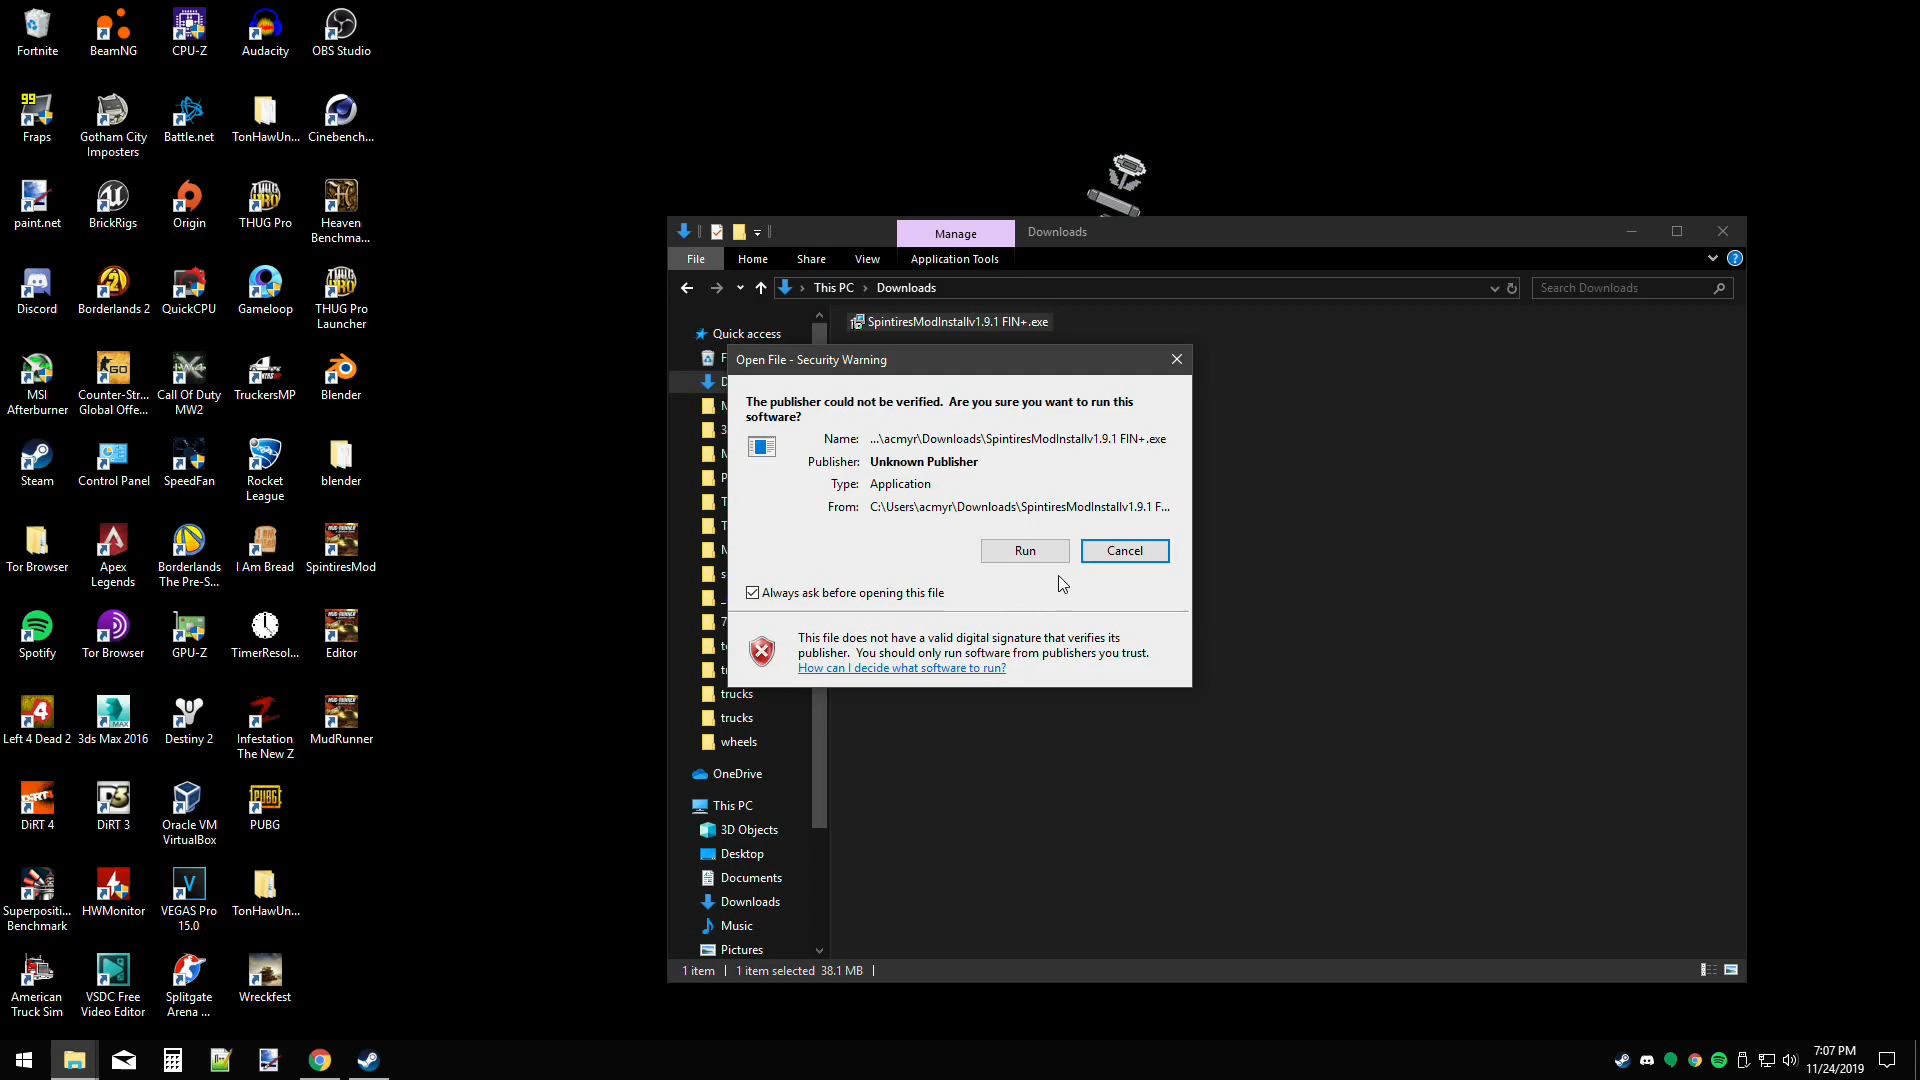 Fortnite
BeamNG
CPU-Z
Audacity
OBS Studio
99
Fraps
Gotham City
Imposters
Battle.net
TonHawUn...
Cinebench...
paint.net
BrickRigs
Origin
THUG Pro
Heaven
Benchma...
Discord
Borderlands 2
QuickCPU
Gameloop
THUG Pro
Launcher
MSI
Afterburner
Counter-Str...
Global Offe...
Call Of Duty
MW2
TruckersMP
Blender
Steam
Control Panel
SpeedFan
Rocket
League
blender
Tor Browser
Apex
Legends
Borderlands
The Pre-S...
I Am Bread
SpintiresMod
Spotify
Tor Browser
GPU-Z
TimerResol...
Editor
Left 4 Dead 2
3ds Max 2016
Destiny 2
Infestation
The New Z
MudRunner
DiRT 4
DiRT 3
Oracle VM
VirtualBox
PUBG
Superpositi...
Benchmark
HWMonitor
VEGAS Pro
15.0
TonHawUn...
American
Truck Sim
VSDC Free
Video Editor
Splitgate
Arena ...
Wreckfest
Manage
Downloads
File
Home
Share
View
Application Tools
This PC
Downloads
Search Downloads
Quick access
SpintiresModInstallv1.9.1 FIN+.exe
Open File - Security Warning
The publisher could not be verified. Are you sure you want to run this
software?
Name: ...\acmyr\Downloads\SpintiresModInstallv1.9.1 FIN+.exe
Publisher: Unknown Publisher
Type: Application
From: C:\Users\acmyr\Downloads\SpintiresModInstallv1.9.1 F...
Run
Cancel
Always ask before opening this file
This file does not have a valid digital signature that verifies its
publisher. You should only run software from publishers you trust.
How can I decide what software to run?
trucks
trucks
wheels
OneDrive
This PC
3D Objects
Desktop
Documents
Downloads
Music
Pictures
1 item
1 item selected 38.1 MB
7:07 PM
11/24/2019